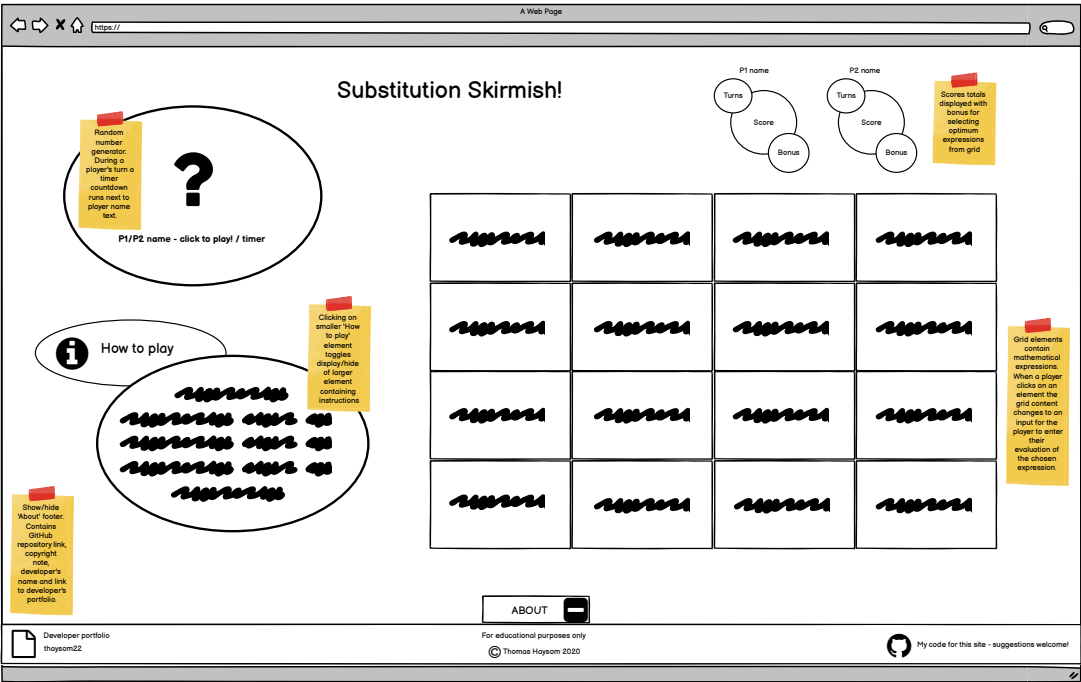 A Web Page
https://
Substitution Skirmish!
P1 name
Turns
Score
Bonus
P2 name
Turns
Score
Bonus
Scores totals
displayed with
bonus for
selecting
optimum
expressions
from grid
Random
number
generator.
During a
player's turn a
timer
countdown
runs next to
player name
text.
?
P1/P2 name - click to play! / timer
Clicking on
smaller 'How
to play'
element
toggles
display/hide
of larger
element
containing
instructions
i How to play
Grid elements
contain
mathematical
expressions.
When a player
clicks on an
element the
grid content
changes to an
input for the
player to enter
their
evaluation of
the chosen
expression.
Show/hide
'About' footer.
Contains
GitHub
repository link,
copyright
note,
developer's
name and link
to developer's
portfolio.
ABOUT
Developer portfolio
thaysom22
For educational purposes only
© Thomas Haysom 2020
My code for this site - suggestions welcome!